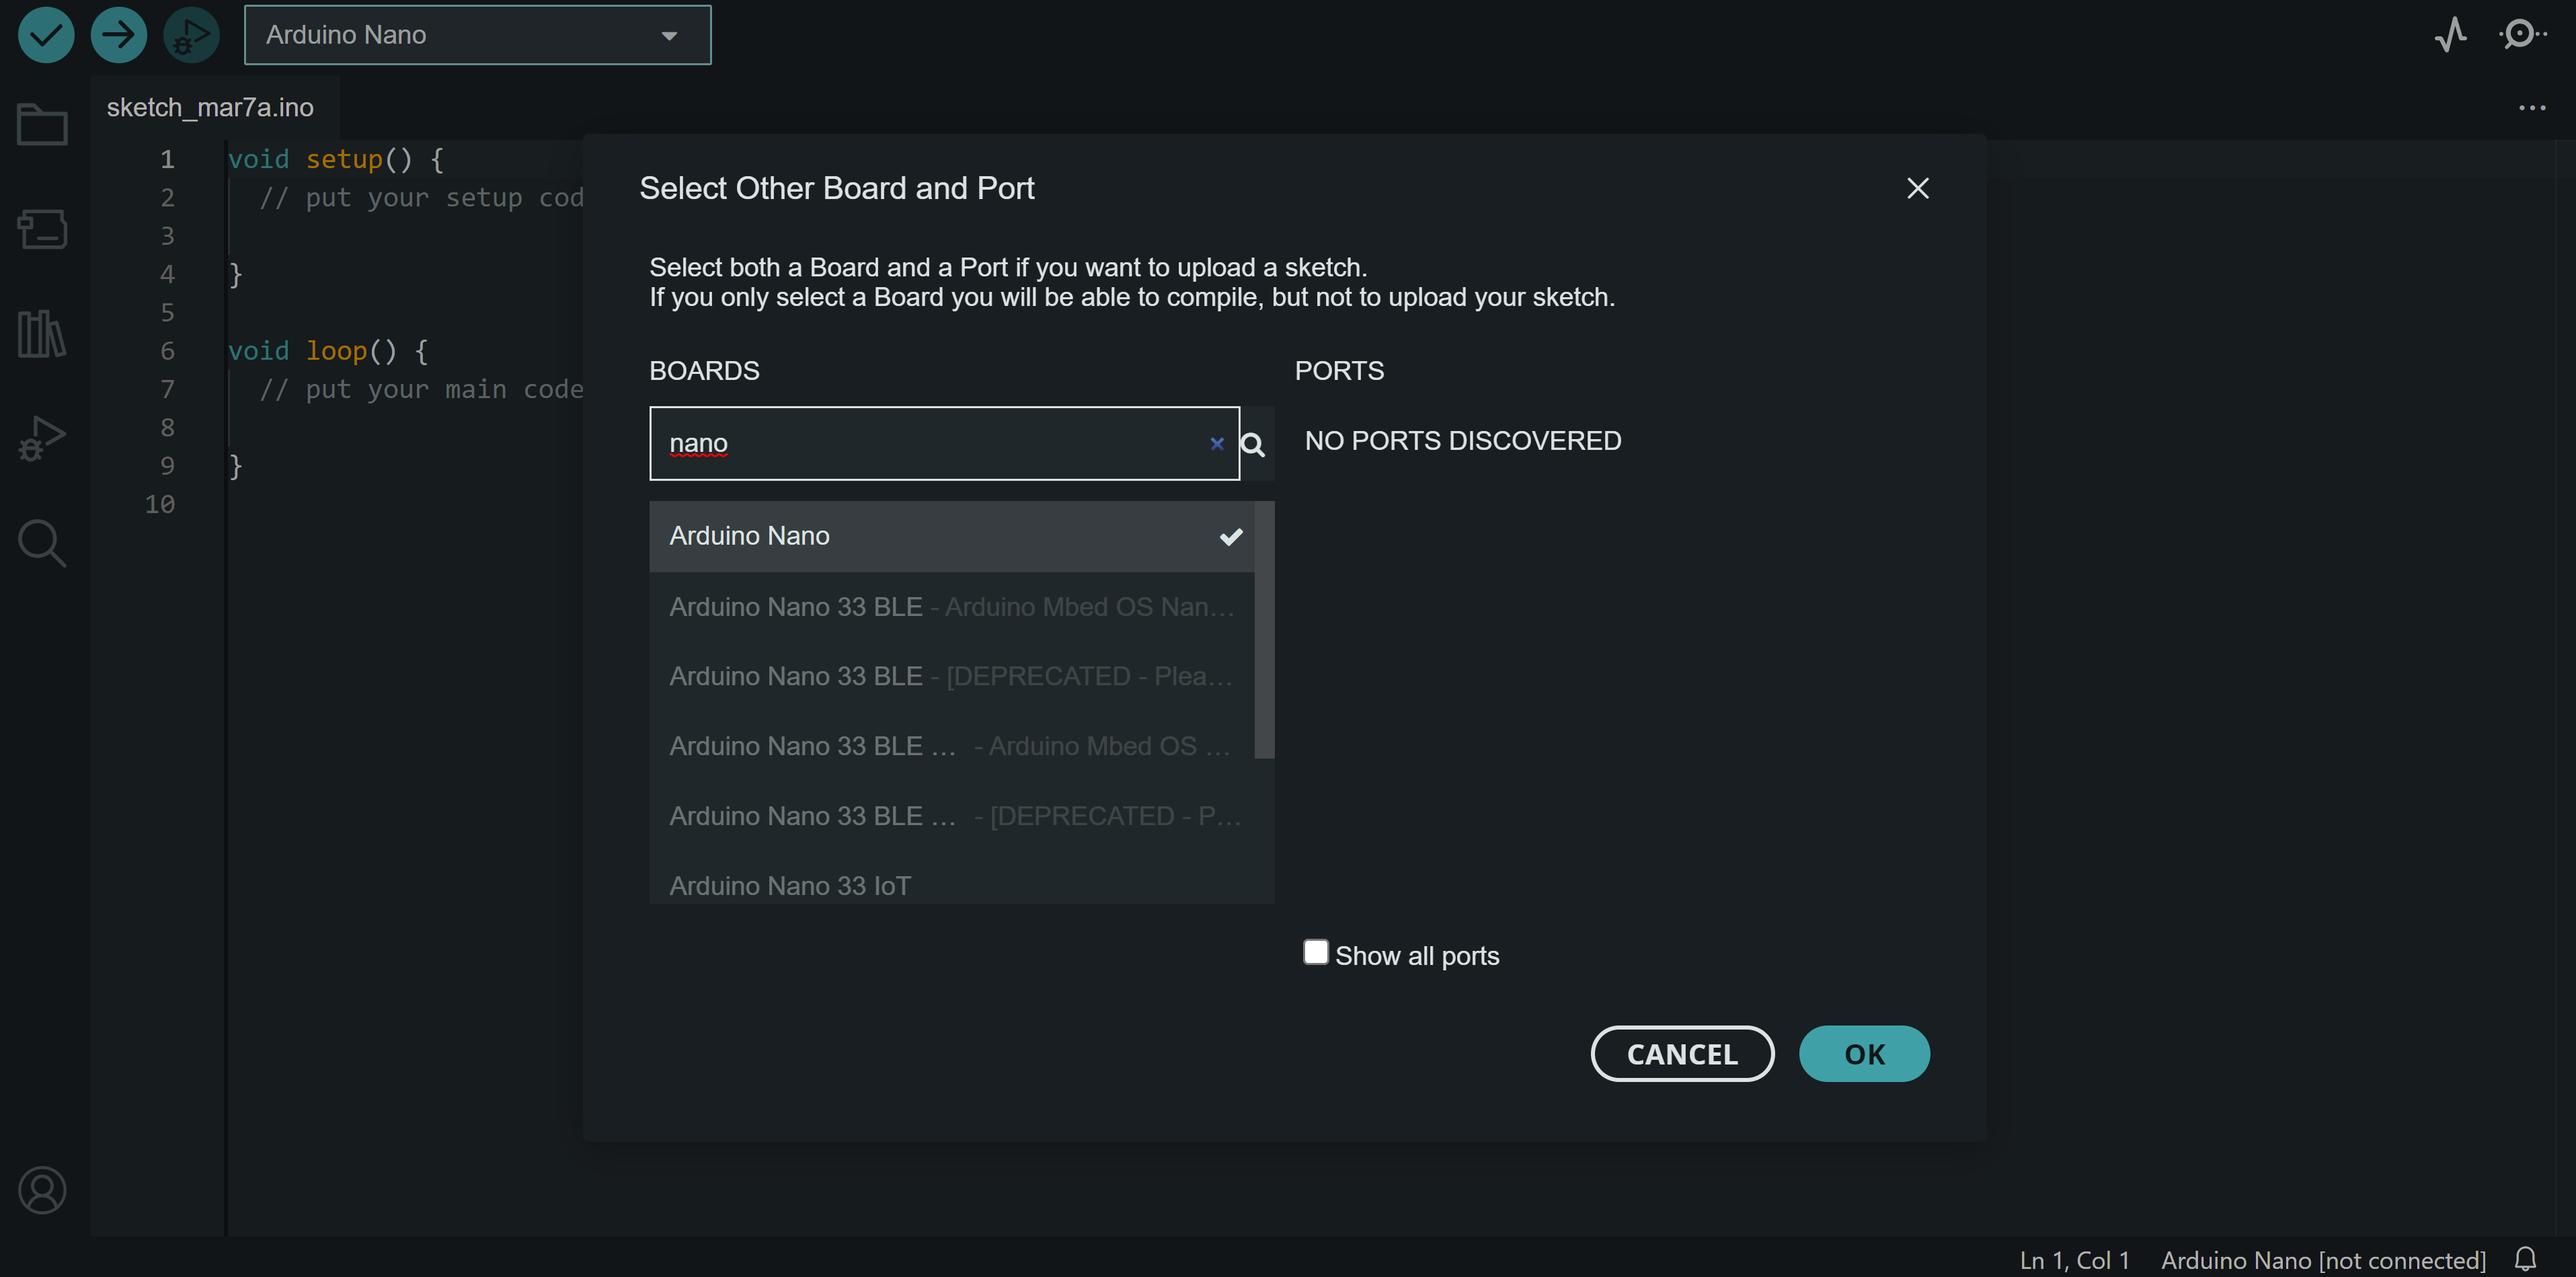 Arduino Nano
sketch_mar7a.ino
1 void setup() {
2 // put your setup cod
3
4 }
5
6 void loop() {
7 // put your main code
8
9 }
10
Select Other Board and Port
Select both a Board and a Port if you want to upload a sketch.
If you only select a Board you will be able to compile, but not to upload your sketch.
BOARDS
nano
Arduino Nano
Arduino Nano 33 BLE - Arduino Mbed OS Nan...
Arduino Nano 33 BLE - [DEPRECATED - Plea...
Arduino Nano 33 BLE ... - Arduino Mbed OS ...
Arduino Nano 33 BLE ... - [DEPRECATED - P...
Arduino Nano 33 IoT
PORTS
NO PORTS DISCOVERED
Show all ports
CANCEL
OK
Ln 1, Col 1 Arduino Nano [not connected]